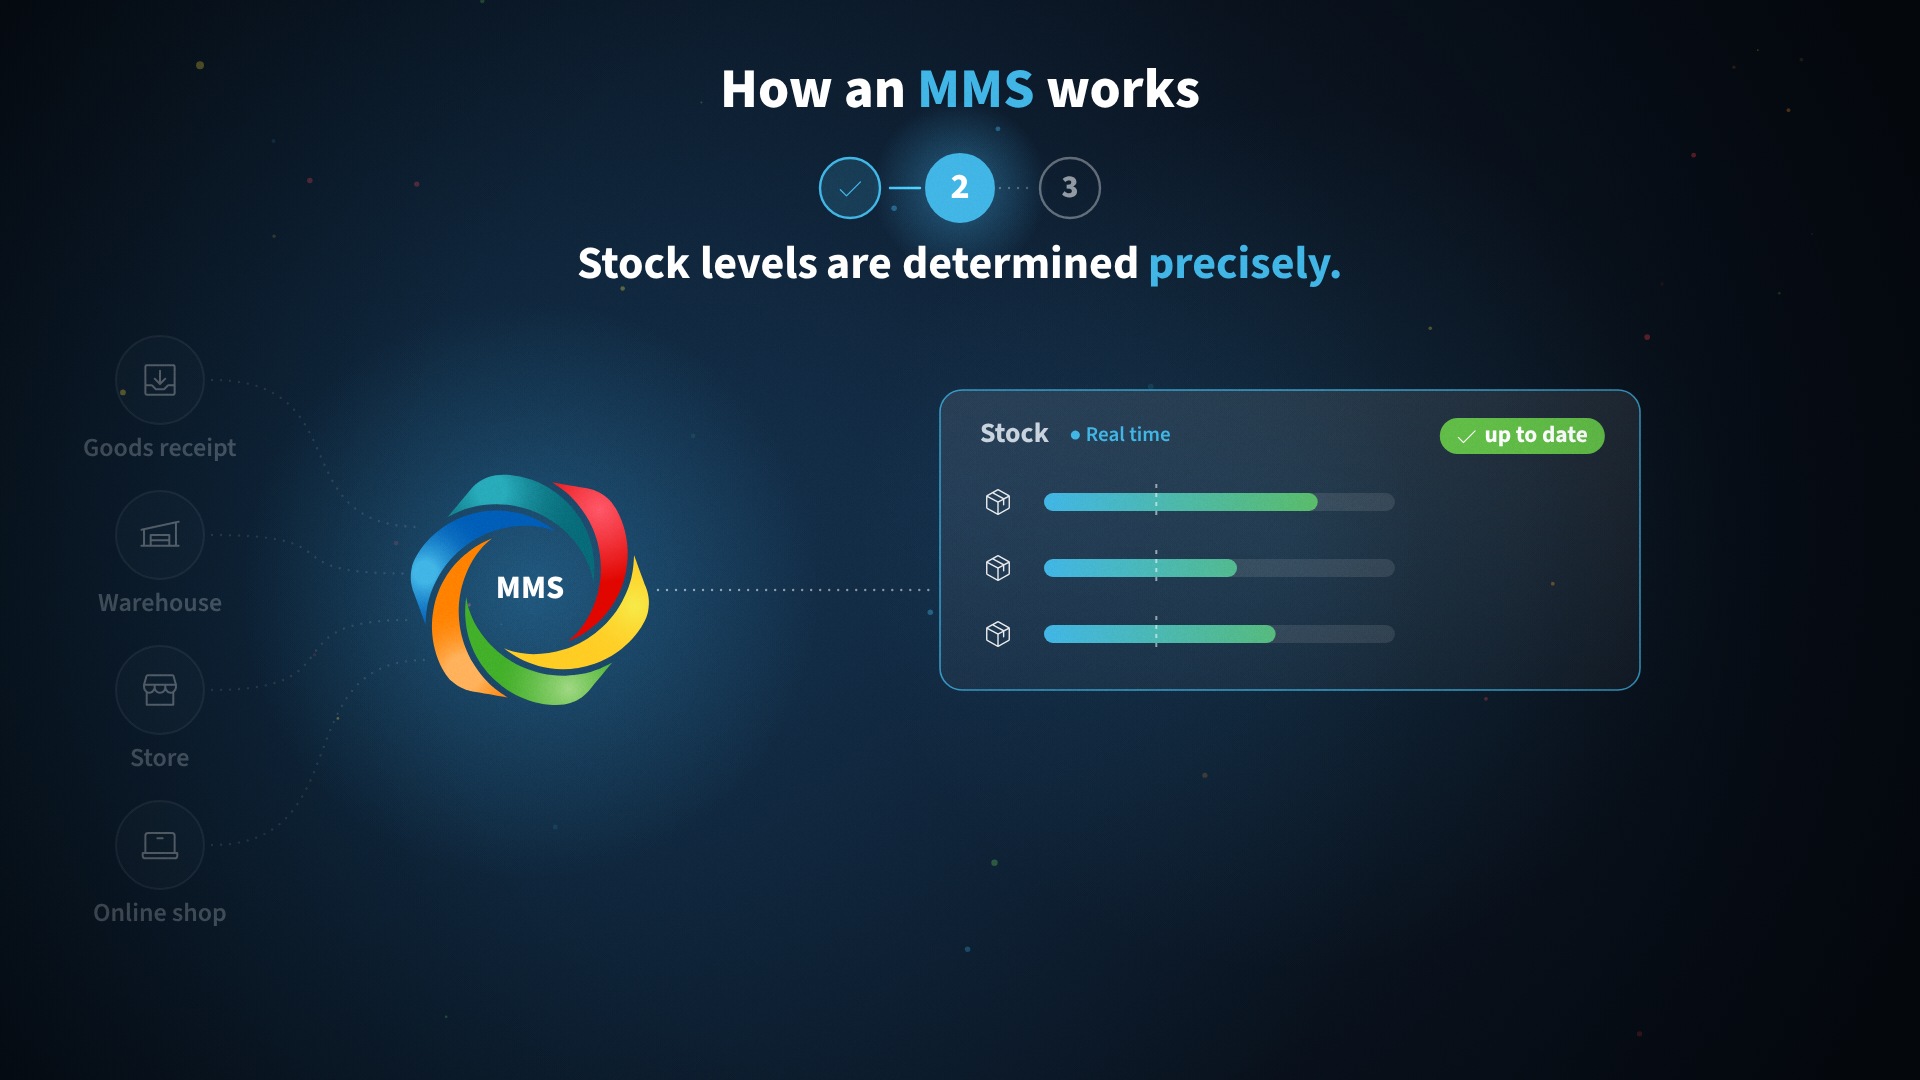 How an MMS works
2
3
Stock levels are determined precisely.
Goods receipt
Warehouse
Store
Online shop
MMS
Stock
Real time
up to date